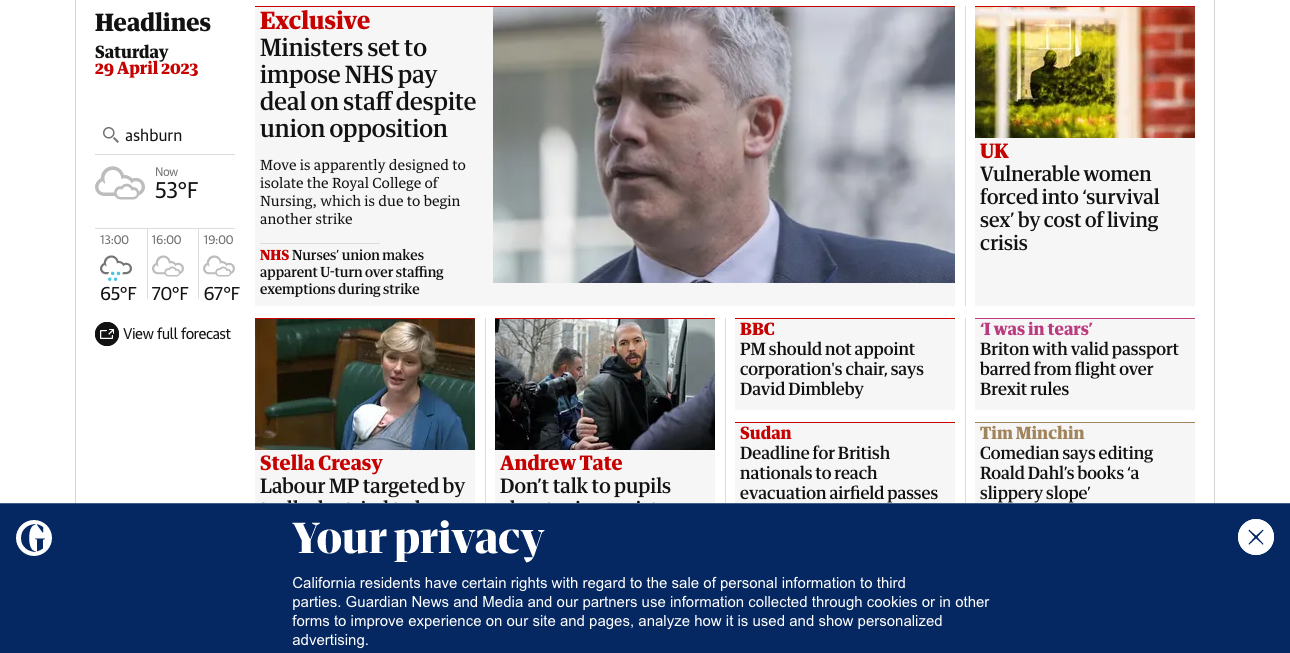 Headlines
Saturday
29 April 2023
ashburn
Now
53°F
13:00
16:00
19:00
65°F
70°F
67°F
View full forecast
Exclusive
Ministers set to
impose NHS pay
deal on staff despite
union opposition
Move is apparently designed to
isolate the Royal College of
Nursing, which is due to begin
another strike
NHS Nurses' union makes
apparent U-turn over staffing
exemptions during strike
UK
Vulnerable women
forced into ‘survival
sex’ by cost of living
crisis
Stella Creasy
Labour MP targeted by
Andrew Tate
Don’t talk to pupils
BBC
PM should not appoint
corporation's chair, says
David Dimbleby
Sudan
Deadline for British
nationals to reach
evacuation airfield passes
‘I was in tears’
Briton with valid passport
barred from flight over
Brexit rules
Tim Minchin
Comedian says editing
Roald Dahl’s books ‘a
slippery slope’
G
Your privacy
California residents have certain rights with regard to the sale of personal information to third
parties. Guardian News and Media and our partners use information collected through cookies or in other
forms to improve experience on our site and pages, analyze how it is used and show personalized
advertising.